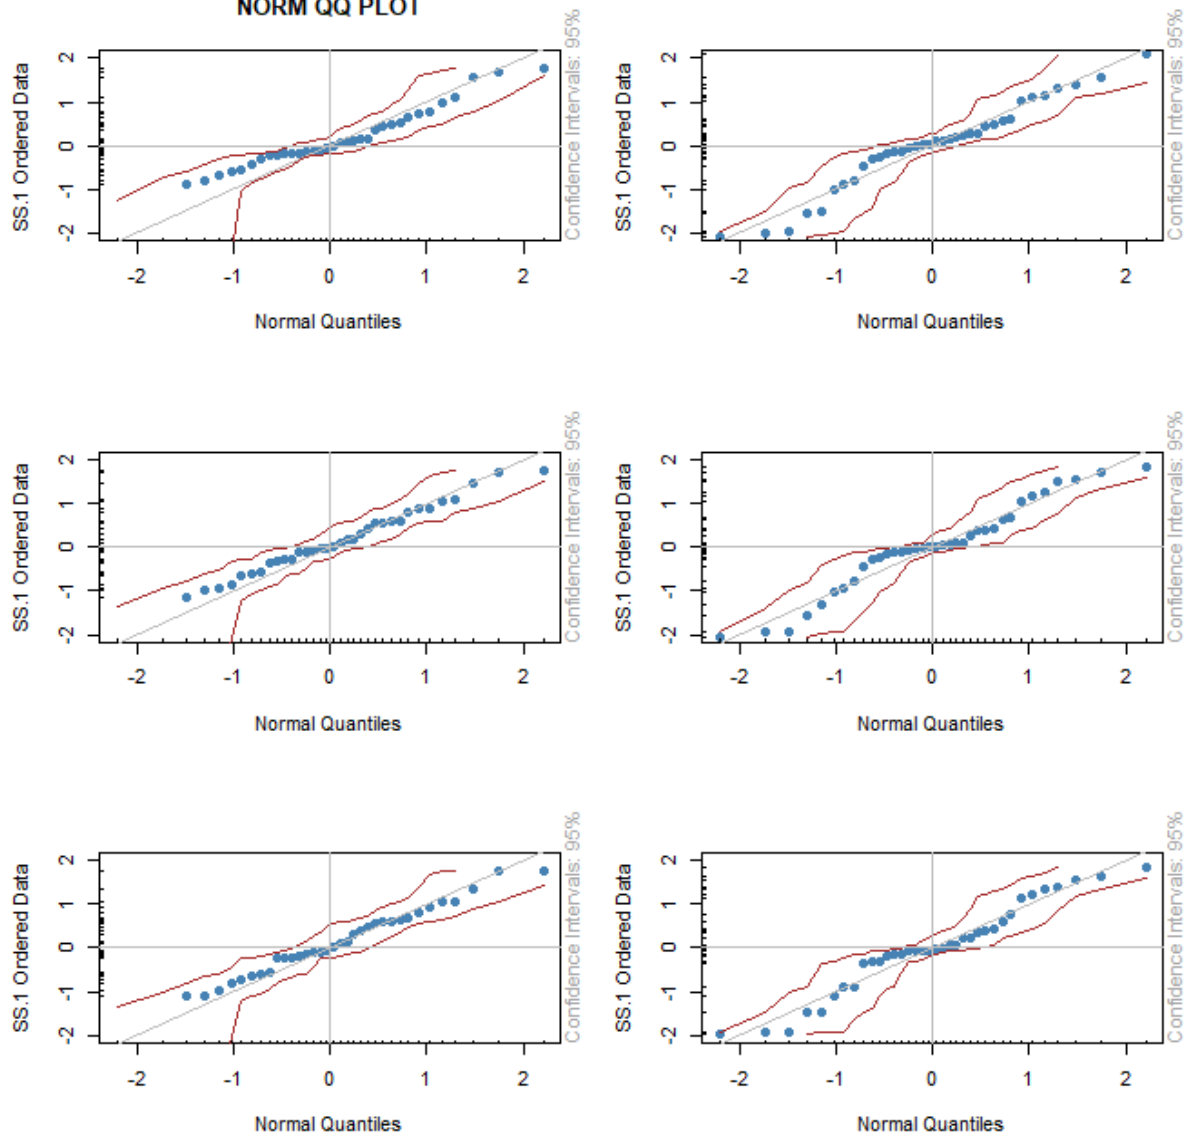 NORM QQ PLOT
SS.1 Ordered Data
2
1
0
-1
-2
-2 -1 0 1 2
Normal Quantiles
Confidence Intervals: 95%
SS.1 Ordered Data
2
1
0
-1
-2
-2 -1 0 1 2
Normal Quantiles
Confidence Intervals: 95%
SS.1 Ordered Data
2
1
0
-1
-2
-2 -1 0 1 2
Normal Quantiles
Confidence Intervals: 95%
SS.1 Ordered Data
2
1
0
-1
-2
-2 -1 0 1 2
Normal Quantiles
Confidence Intervals: 95%
SS.1 Ordered Data
2
1
0
-1
-2
-2 -1 0 1 2
Normal Quantiles
Confidence Intervals: 95%
SS.1 Ordered Data
2
1
0
-1
-2
-2 -1 0 1 2
Normal Quantiles
Confidence Intervals: 95%